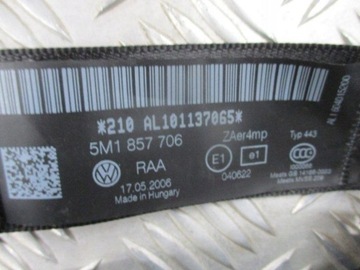 *210 AL101137065*
5M1 857 706
ZAer4mp
Typ 443
RAA
E1
e1
17.05.2006
040622
Made in Hungary